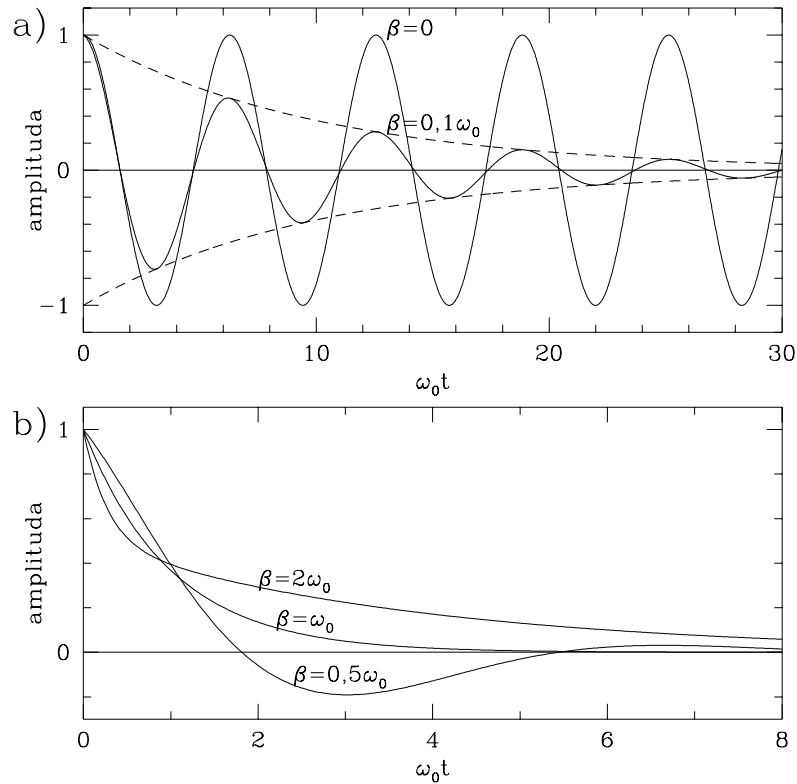 a)
1
0
−1
amplituda
β=0
β=0,1ω₀
0
10
20
30
ω₀t
b)
1
0
amplituda
β=2ω₀
β=ω₀
β=0,5ω₀
0
2
4
6
8
ω₀t